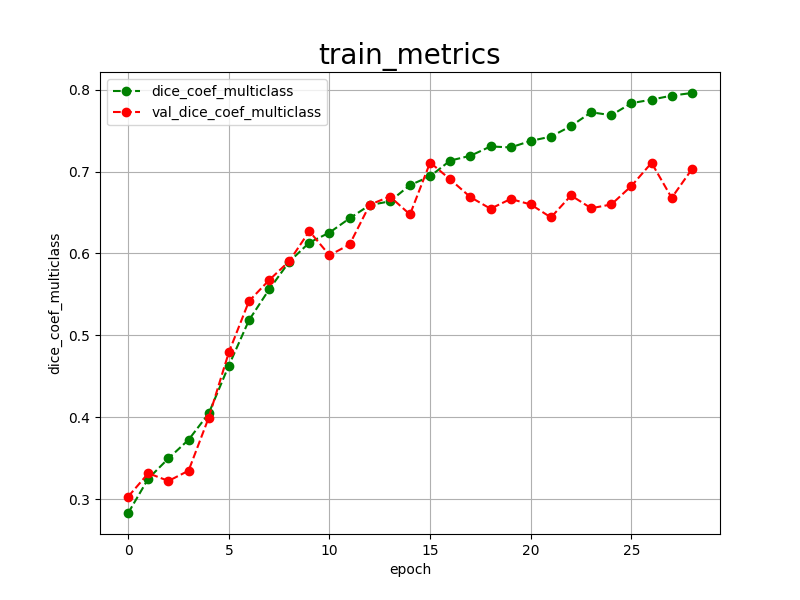 train_metrics
dice_coef_multiclass
val_dice_coef_multiclass
0.8
0.7
0.6
0.5
0.4
0.3
dice_coef_multiclass
0 5 10 15 20 25
epoch